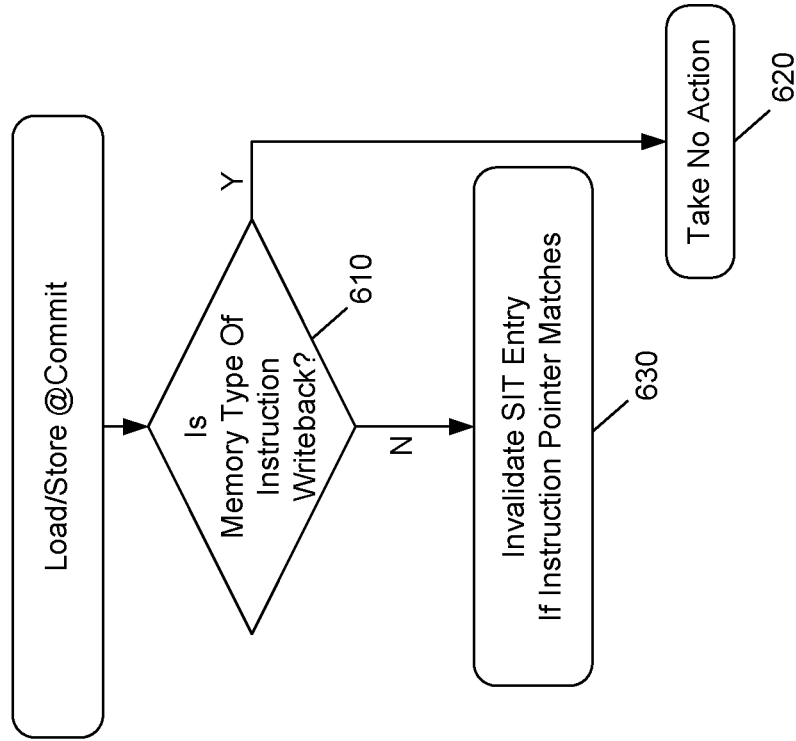 Load/Store @Commit
Is
Memory Type Of
Instruction
Writeback?
610
Y
N
Invalidate SIT Entry
If Instruction Pointer Matches
630
Take No Action
620